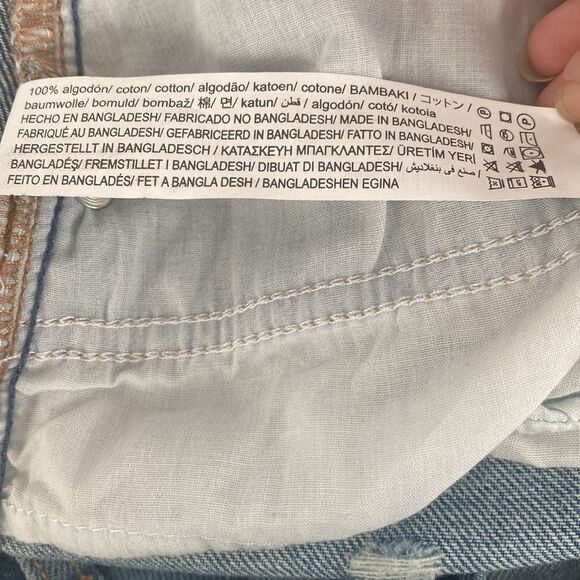 100% algodón/ coton/ cotton/ algodão/ katoen/ cotone/ BAMBAKI / コットン /
baumwolle/ bomuld/ bombaž/ 棉/ 면/ katun/ قطن / algodón/ cotó/ kotoia
HECHO EN BANGLADESH/ FABRICADO NO BANGLADESH/ MADE IN BANGLADESH/
FABRIQUÉ AU BANGLADESH/ GEFABRICEERD IN BANGLADESH/ FATTO IN BANGLADESH/
HERGESTELLT IN BANGLADESCH / ΚΑΤΑΣΚΕΥΗ ΜΠΑΓΚΛΑΝΤΕΣ/ ÜRETİM YERİ
BANGLADEŞ/ FREMSTILLET I BANGLADESH/ DIBUAT DI BANGLADESH/ صنع في بنغلاديش /
FEITO EN BANGLADÉS/ FET A BANGLA DESH / BANGLADESHEN EGINA